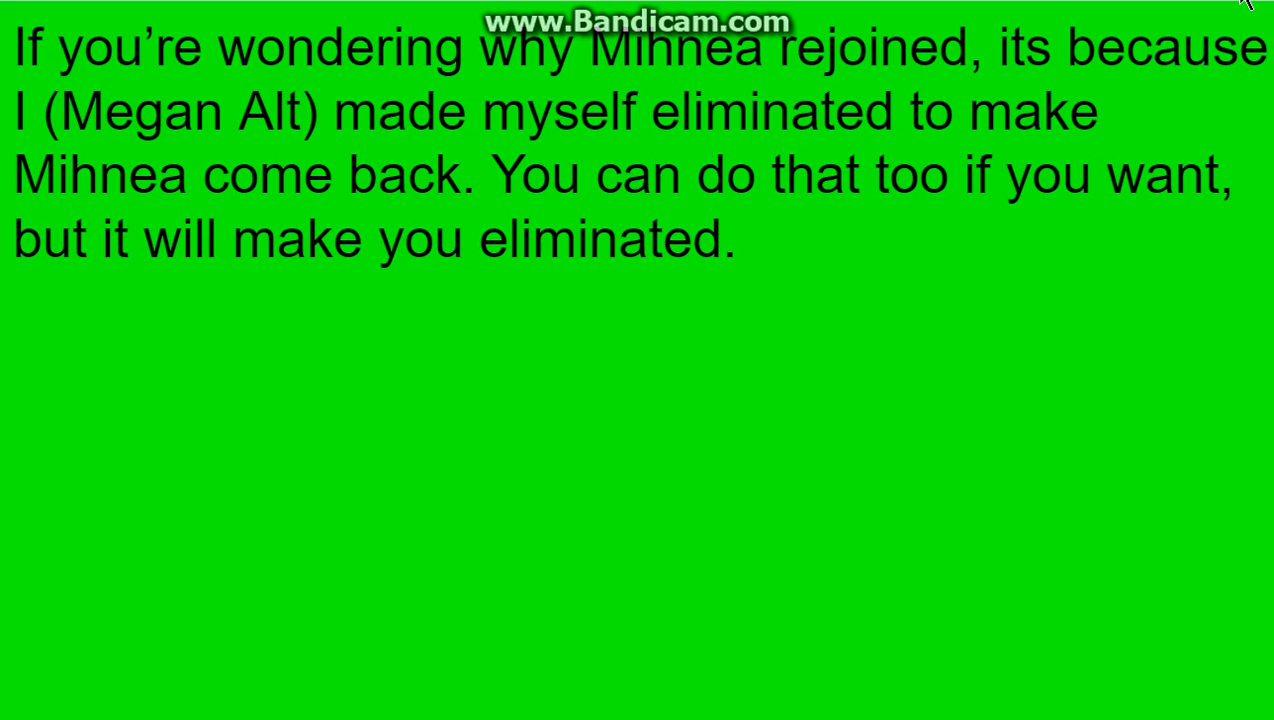 www.Bandicam.com
If you’re wondering why Mihnea rejoined, its because
I (Megan Alt) made myself eliminated to make
Mihnea come back. You can do that too if you want,
but it will make you eliminated.